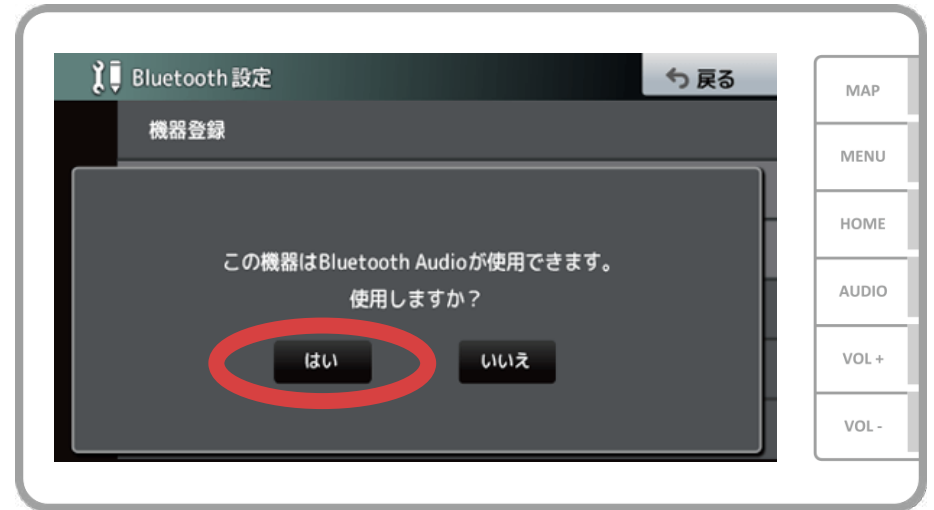 Bluetooth設定
戻る
機器登録
この機器はBluetooth Audioが使用できます。
使用しますか？
はい
いいえ
MAP
MENU
HOME
AUDIO
VOL +
VOL -